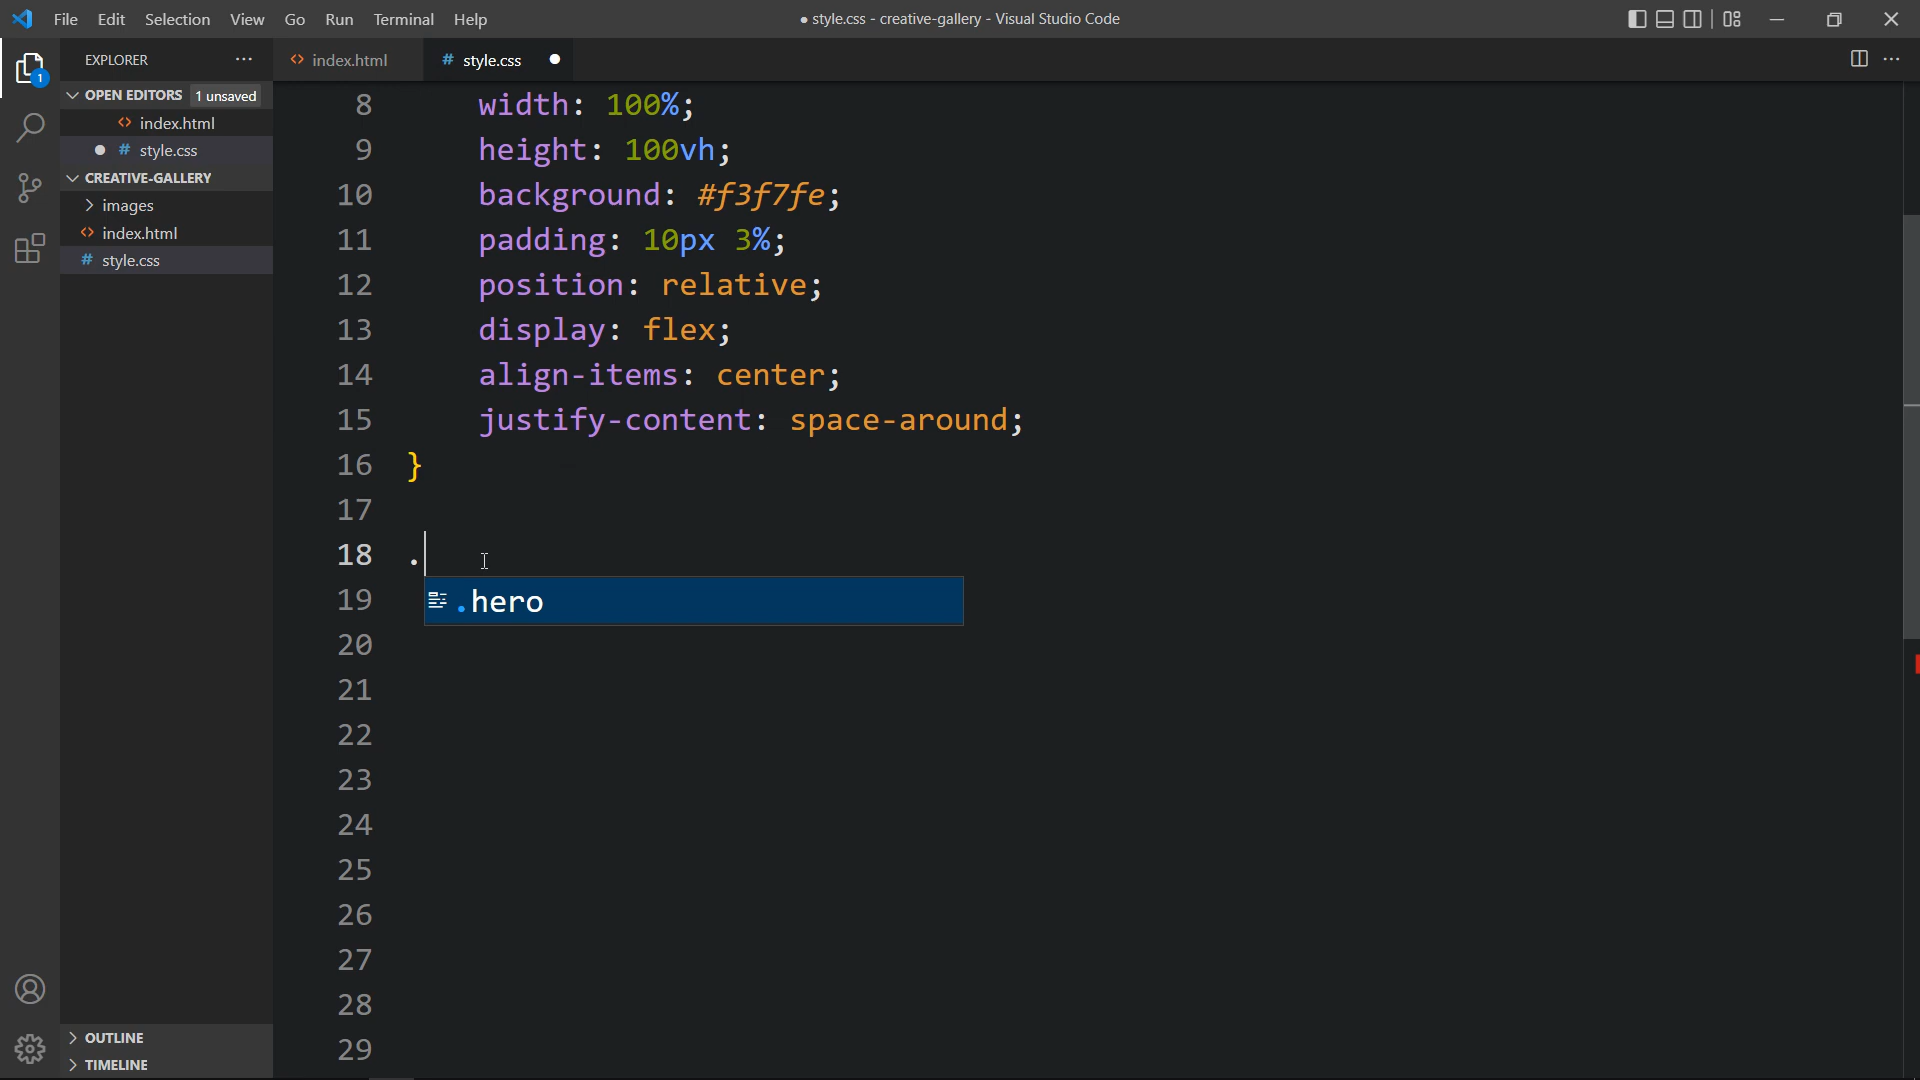 File Edit Selection View Go Run Terminal Help
● style.css - creative-gallery - Visual Studio Code
1
EXPLORER ···
OPEN EDITORS 1 unsaved
<> index.html
● # style.css
CREATIVE-GALLERY
> images
<> index.html
# style.css
OUTLINE
TIMELINE
<> index.html # style.css ●
8 width: 100%;
9 height: 100vh;
10 background: #f3f7fe;
11 padding: 10px 3%;
12 position: relative;
13 display: flex;
14 align-items: center;
15 justify-content: space-around;
16 }
17
18 .
19 .hero
20
21
22
23
24
25
26
27
28
29